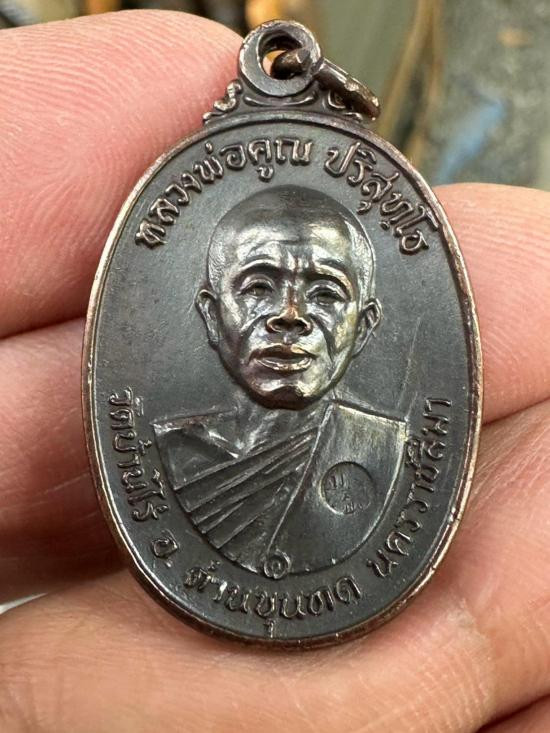 หลวงพ่อคูณ ปริสุทฺโธ
วัดบ้านไร่ อ. ด่านขุนทด นครราชสีมา
๑